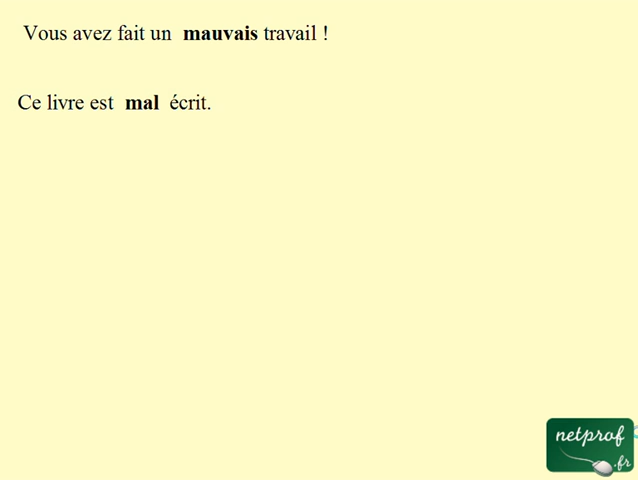 Vous avez fait un mauvais travail !
Ce livre est mal écrit.
netprof
.fr